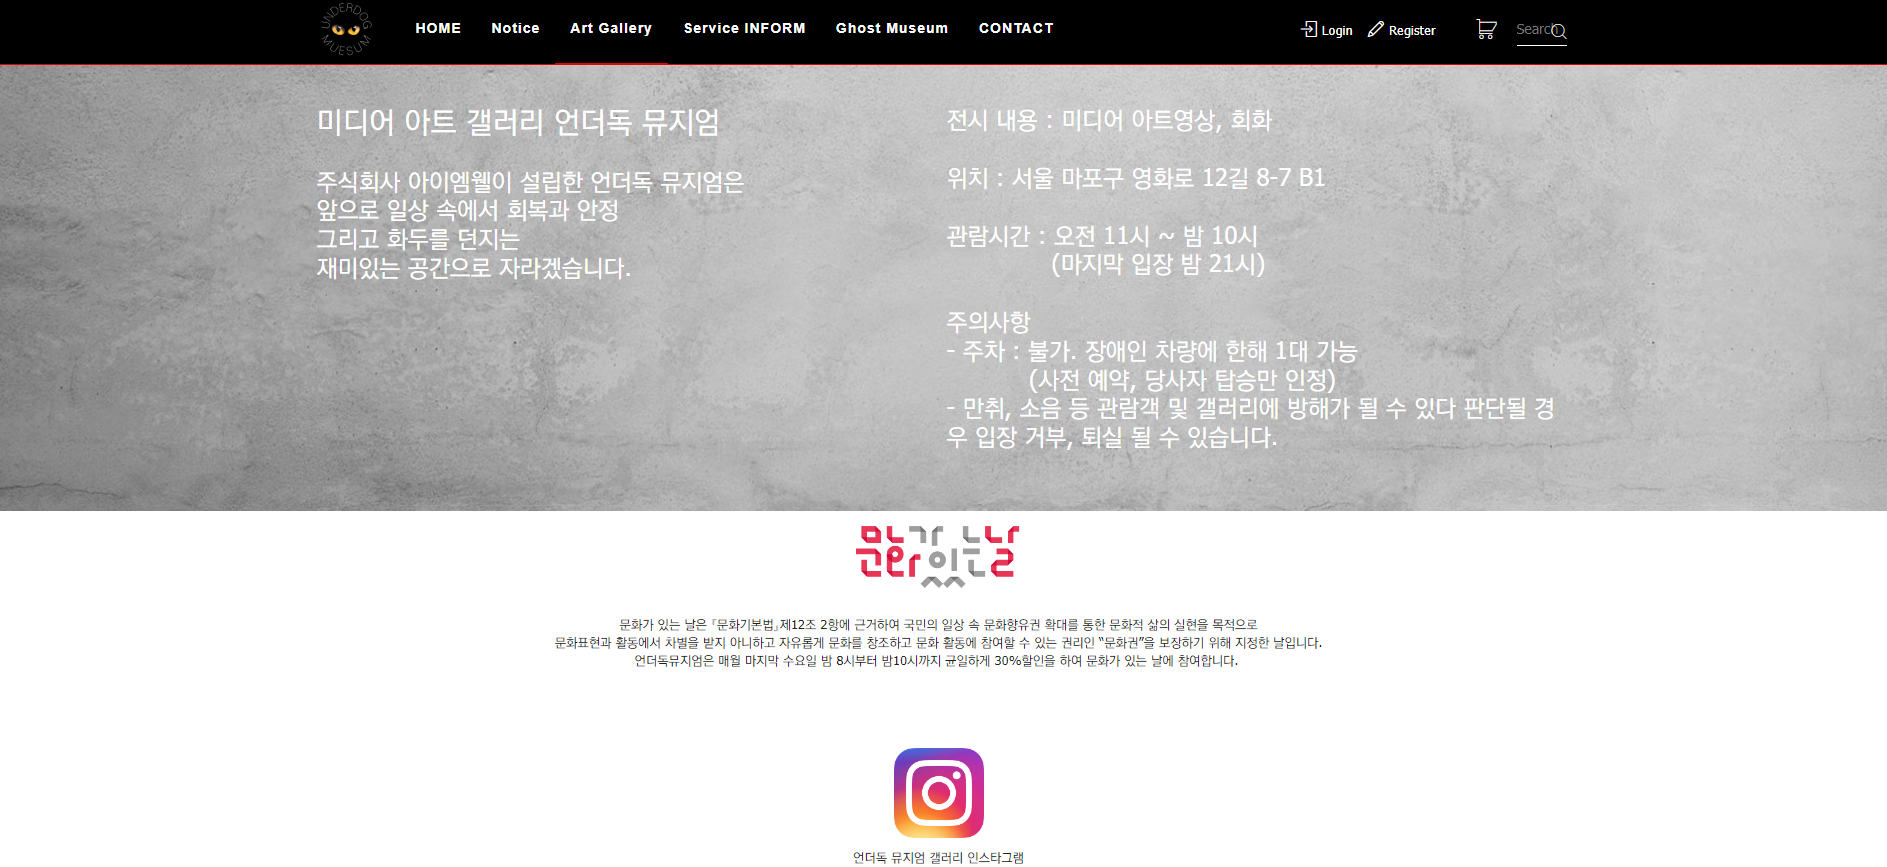 UNDERDOG
MUESUM
HOME
Notice
Art Gallery
Service INFORM
Ghost Museum
CONTACT
Login
Register
Search
미디어 아트 갤러리 언더독 뮤지엄
주식회사 아이엠웰이 설립한 언더독 뮤지엄은
앞으로 일상 속에서 회복과 안정
그리고 화두를 던지는
재미있는 공간으로 자라겠습니다.
전시 내용 : 미디어 아트영상, 회화
위치 : 서울 마포구 영화로 12길 8-7 B1
관람시간 : 오전 11시 ~ 밤 10시
(마지막 입장 밤 21시)
주의사항
- 주차 : 불가. 장애인 차량에 한해 1대 가능
(사전 예약, 당사자 탑승만 인정)
- 만취, 소음 등 관람객 및 갤러리에 방해가 될 수 있다 판단될 경
우 입장 거부, 퇴실 될 수 있습니다.
문화가 있는 날
문화가 있는 날은 「문화기본법」제12조 2항에 근거하여 국민의 일상 속 문화향유권 확대를 통한 문화적 삶의 실현을 목적으로
문화표현과 활동에서 차별을 받지 아니하고 자유롭게 문화를 창조하고 문화 활동에 참여할 수 있는 권리인 “문화권”을 보장하기 위해 지정한 날입니다.
언더독뮤지엄은 매월 마지막 수요일 밤 8시부터 밤10시까지 균일하게 30%할인을 하여 문화가 있는 날에 참여합니다.
언더독 뮤지엄 갤러리 인스타그램